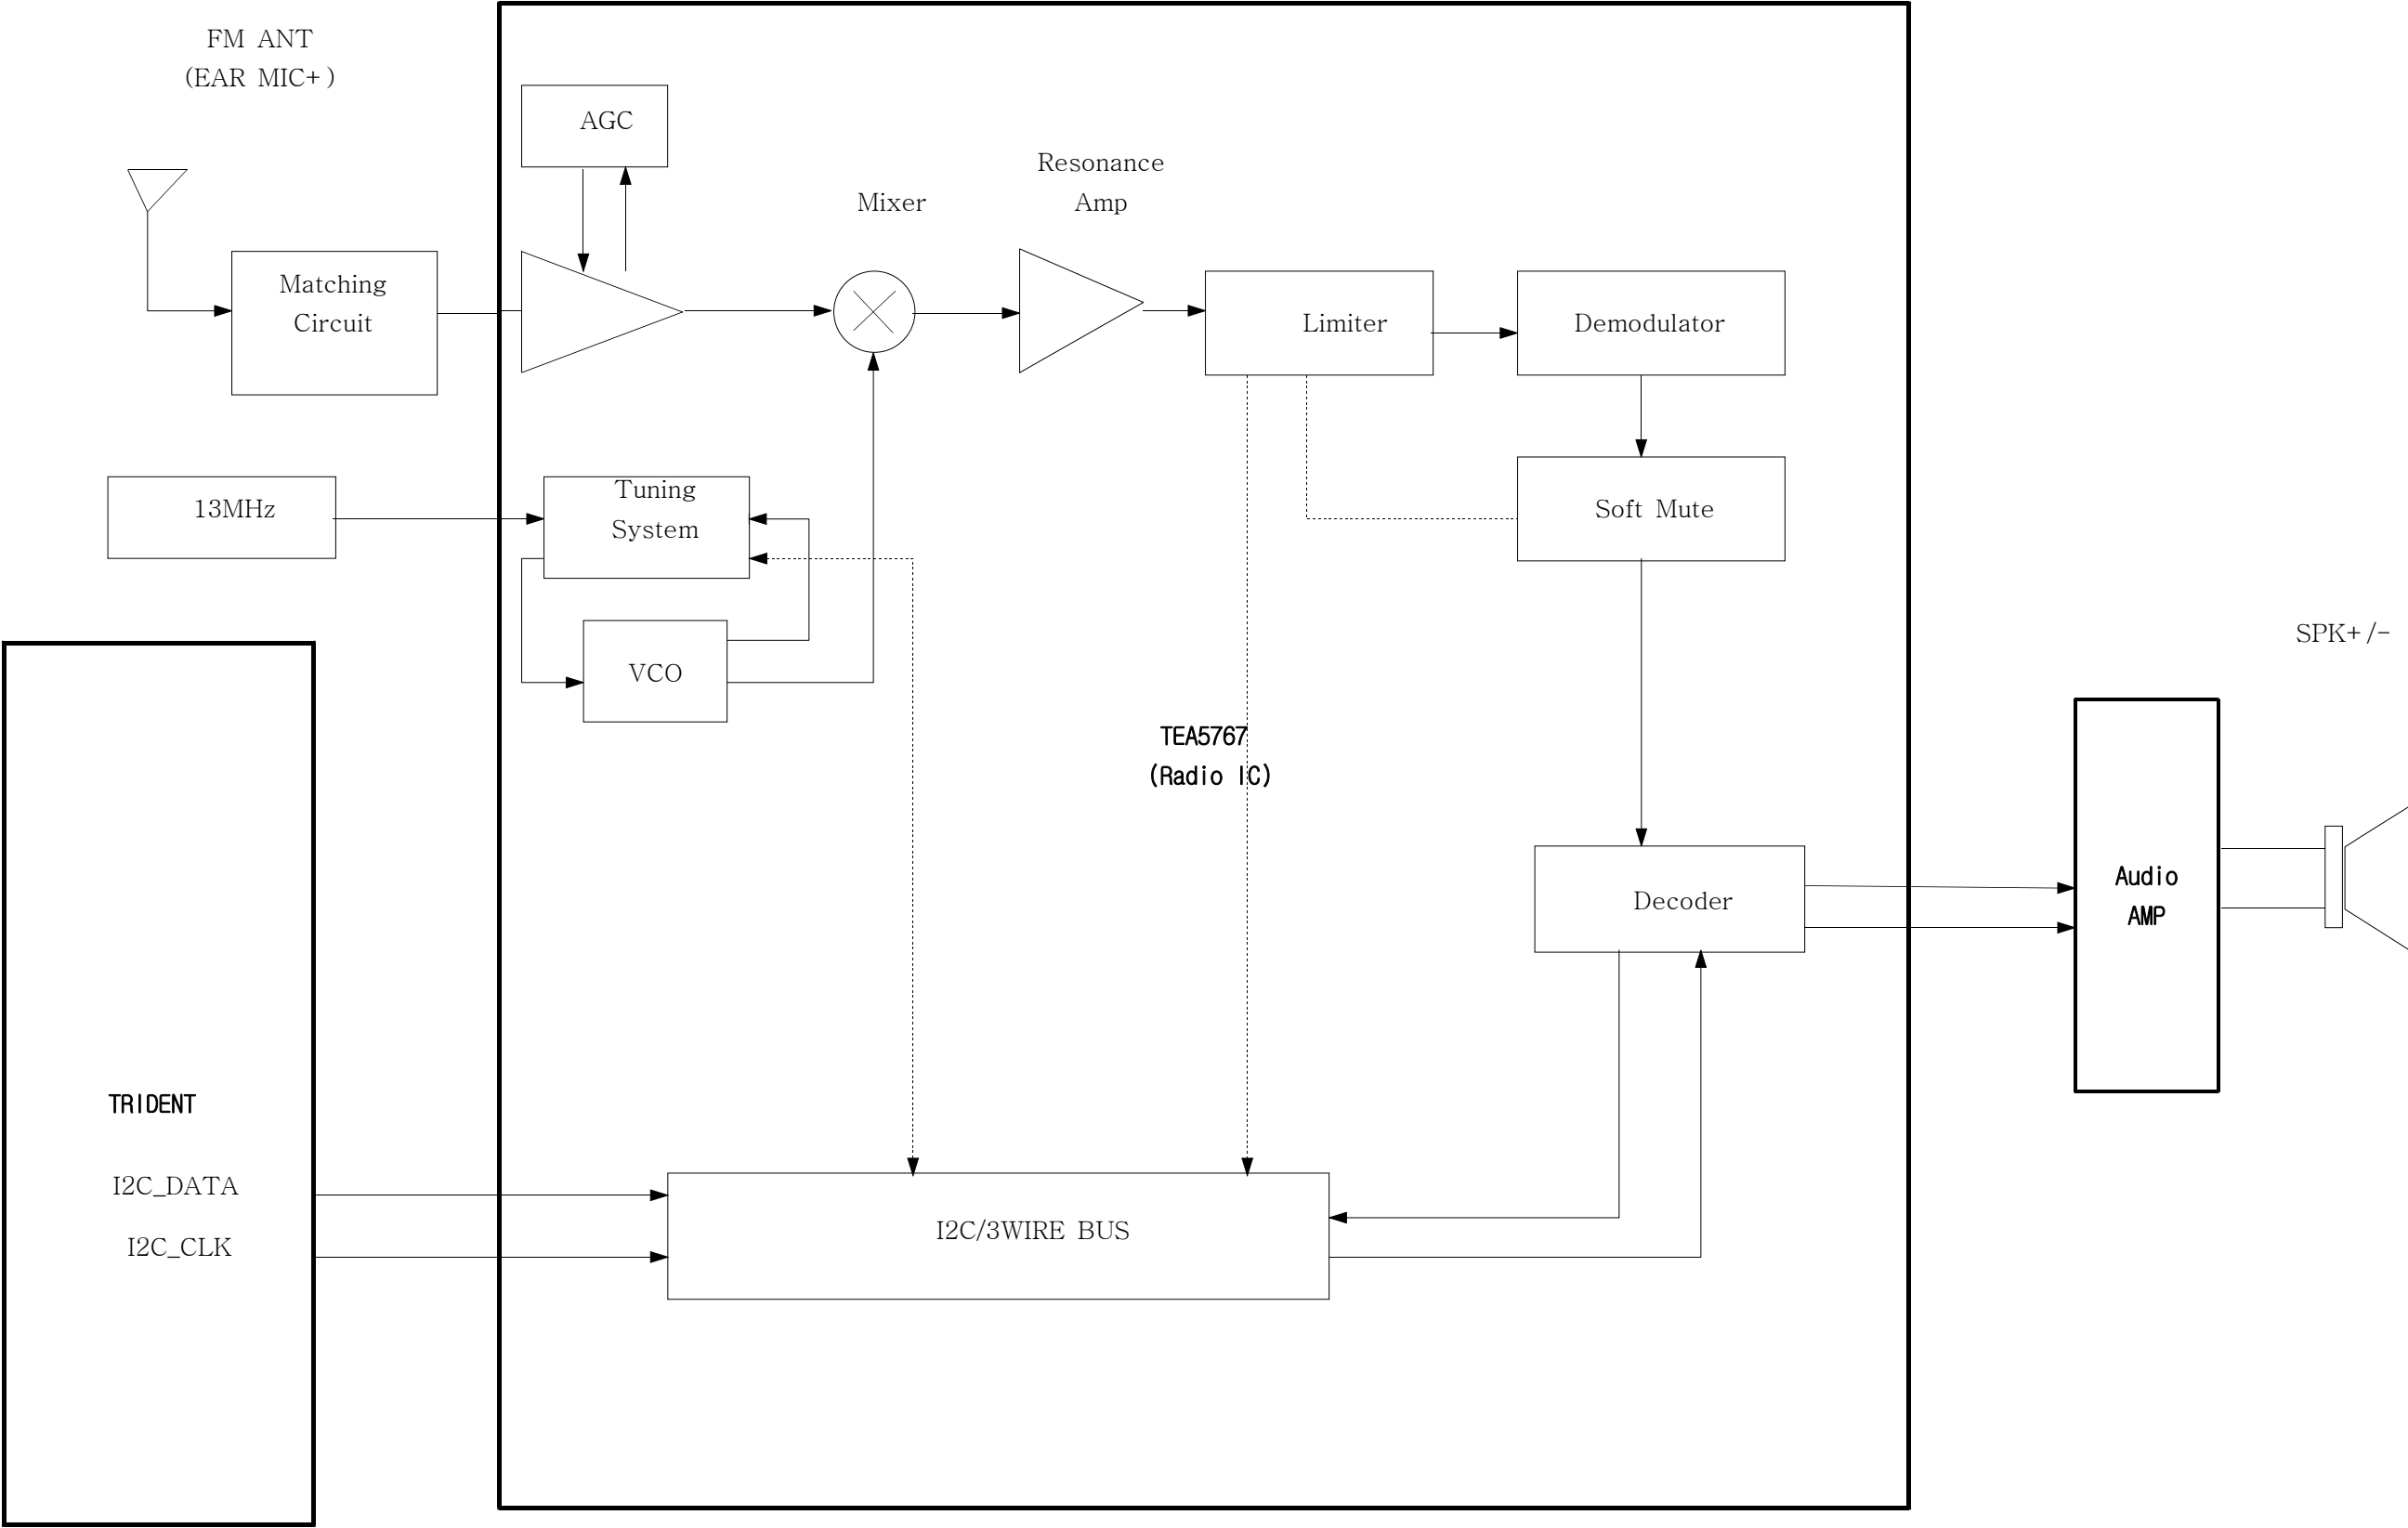 FM ANT
(EAR MIC+)
AGC
Resonance
Amp
Mixer
Matching
Circuit
Limiter
Demodulator
13MHz
Tuning
System
Soft Mute
VCO
SPK+/-
TEA5767
(Radio IC)
Audio
AMP
Decoder
TRIDENT
I2C_DATA
I2C_CLK
I2C/3WIRE BUS